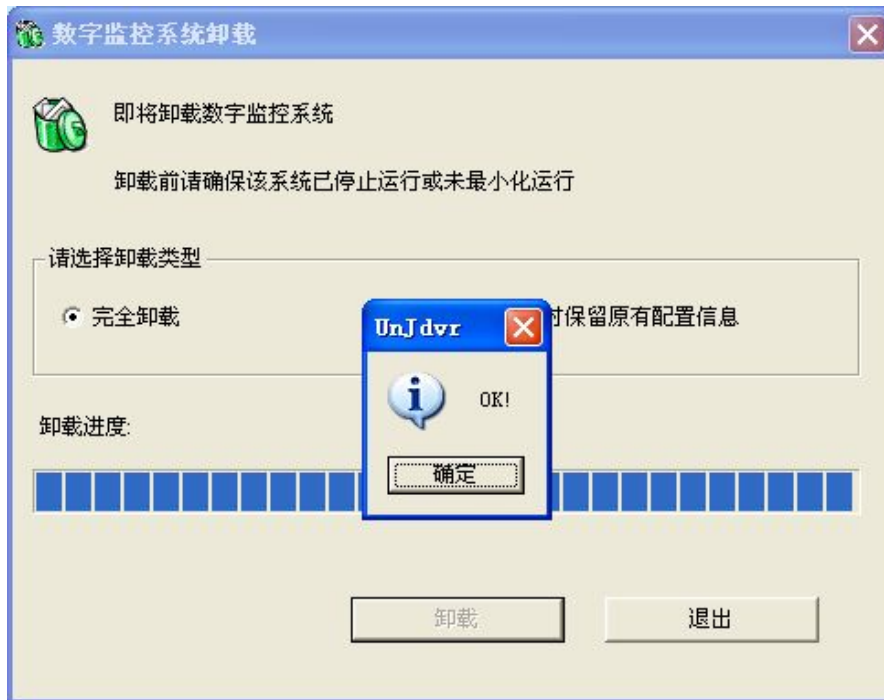 数字监控系统卸载
即将卸载数字监控系统
卸载前请确保该系统已停止运行或未最小化运行
请选择卸载类型
完全卸载
时保留原有配置信息
UnJdvr
OK!
确定
卸载进度:
卸载
退出